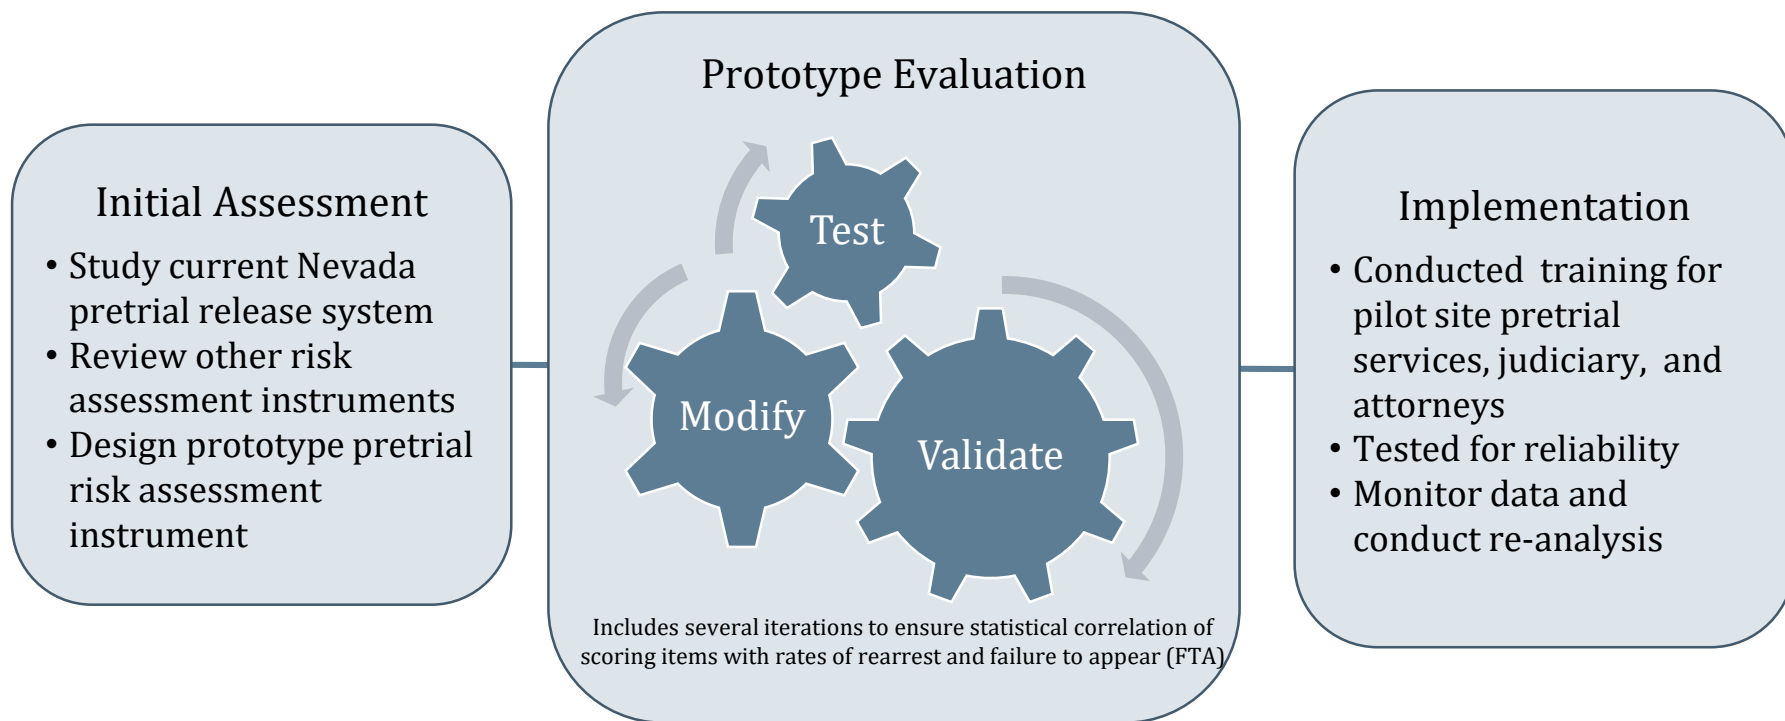 Initial Assessment
• Study current Nevada
pretrial release system
• Review other risk
assessment instruments
• Design prototype pretrial
risk assessment
instrument
Prototype Evaluation
Test
Modify
Validate
Includes several iterations to ensure statistical correlation of
scoring items with rates of rearrest and failure to appear (FTA)
Implementation
• Conducted training for
pilot site pretrial
services, judiciary, and
attorneys
• Tested for reliability
• Monitor data and
conduct re-analysis